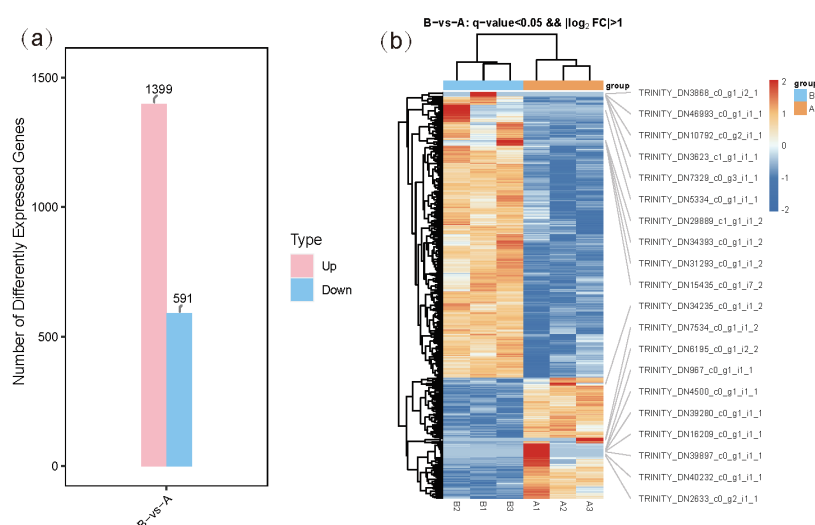 (a)
1500
1000
500
0
Number of Differently Expressed Genes
1399
591
B-vs-A
Type
Up
Down
(b)
B-vs-A: q-value<0.05 && |log₂ FC|>1
group
B2
B1
B3
A1
A2
A3
TRINITY_DN3868_c0_g1_i2_1
TRINITY_DN46993_c0_g1_i1_1
TRINITY_DN10792_c0_g2_i1_1
TRINITY_DN3623_c1_g1_i1_1
TRINITY_DN7329_c0_g3_i1_1
TRINITY_DN5334_c0_g1_i1_1
TRINITY_DN29889_c1_g1_i1_2
TRINITY_DN34393_c0_g1_i1_2
TRINITY_DN31293_c0_g1_i1_2
TRINITY_DN15435_c0_g1_i7_2
TRINITY_DN34235_c0_g1_i1_2
TRINITY_DN7534_c0_g1_i1_2
TRINITY_DN6195_c0_g1_i2_2
TRINITY_DN967_c0_g1_i1_1
TRINITY_DN4500_c0_g1_i1_1
TRINITY_DN39280_c0_g1_i1_1
TRINITY_DN16209_c0_g1_i1_1
TRINITY_DN39897_c0_g1_i1_1
TRINITY_DN40232_c0_g1_i1_1
TRINITY_DN2633_c0_g2_i1_1
2
1
0
-1
-2
group
B
A